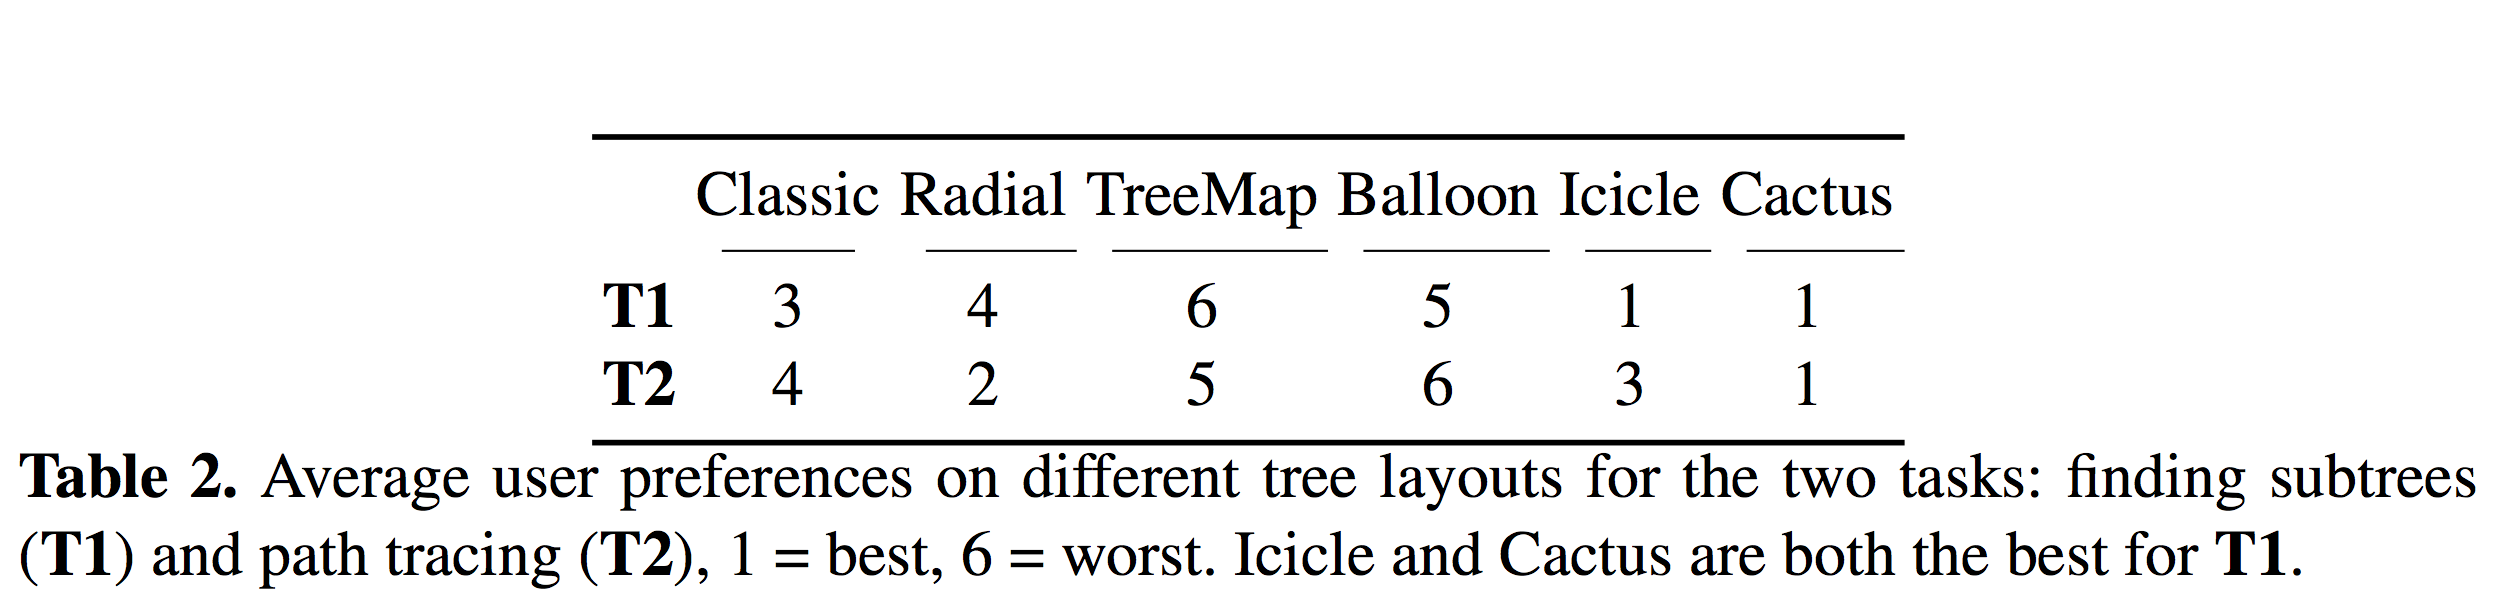 Classic Radial TreeMap Balloon Icicle Cactus
T1 3 4 6 5 1 1
T2 4 2 5 6 3 1
Table 2. Average user preferences on different tree layouts for the two tasks: finding subtrees
(T1) and path tracing (T2), 1 = best, 6 = worst. Icicle and Cactus are both the best for T1.